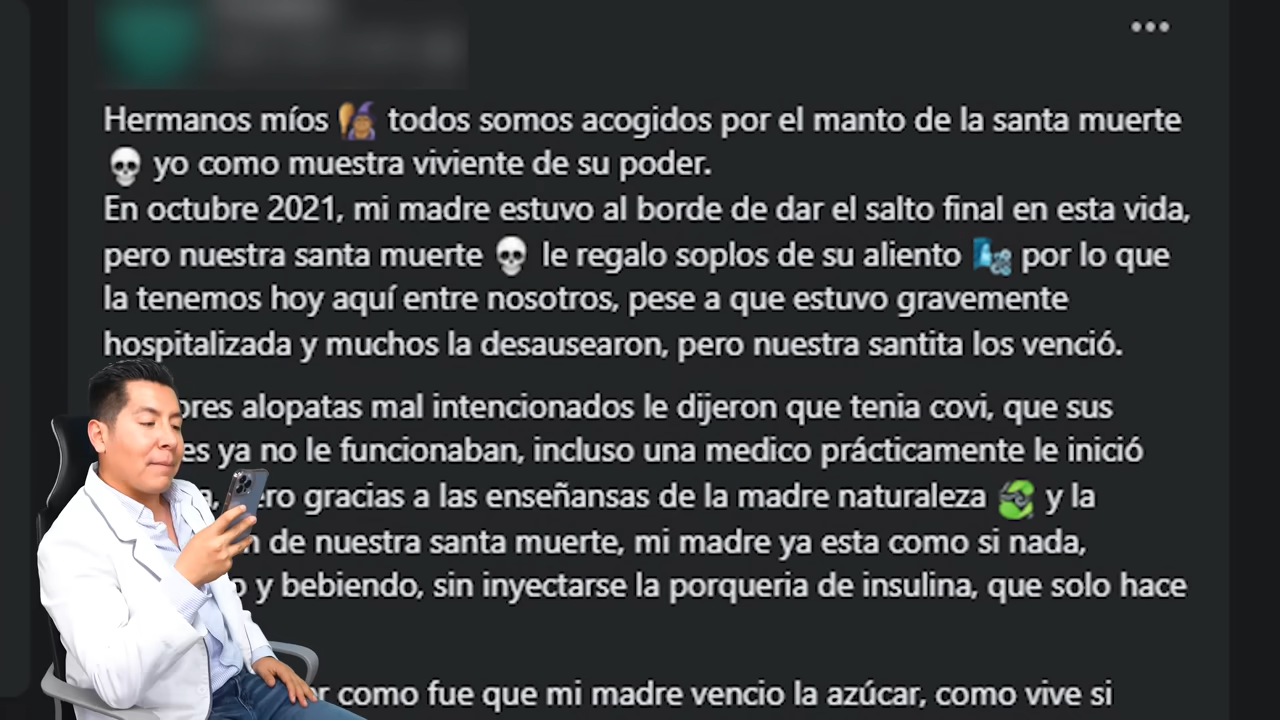 Hermanos míos 🧙‍♀️ todos somos acogidos por el manto de la santa muerte
💀 yo como muestra viviente de su poder.
En octubre 2021, mi madre estuvo al borde de dar el salto final en esta vida,
pero nuestra santa muerte 💀 le regalo soplos de su aliento 🌬️ por lo que
la tenemos hoy aquí entre nosotros, pese a que estuvo gravemente
hospitalizada y muchos la desausearon, pero nuestra santita los venció.
alopatas mal intencionados le dijeron que tenia covi, que sus
ya no le funcionaban, incluso una medico prácticamente le inició
gracias a las enseñansas de la madre naturaleza y la
de nuestra santa muerte, mi madre ya esta como si nada,
y bebiendo, sin inyectarse la porqueria de insulina, que solo hace
como fue que mi madre vencio la azúcar, como vive si